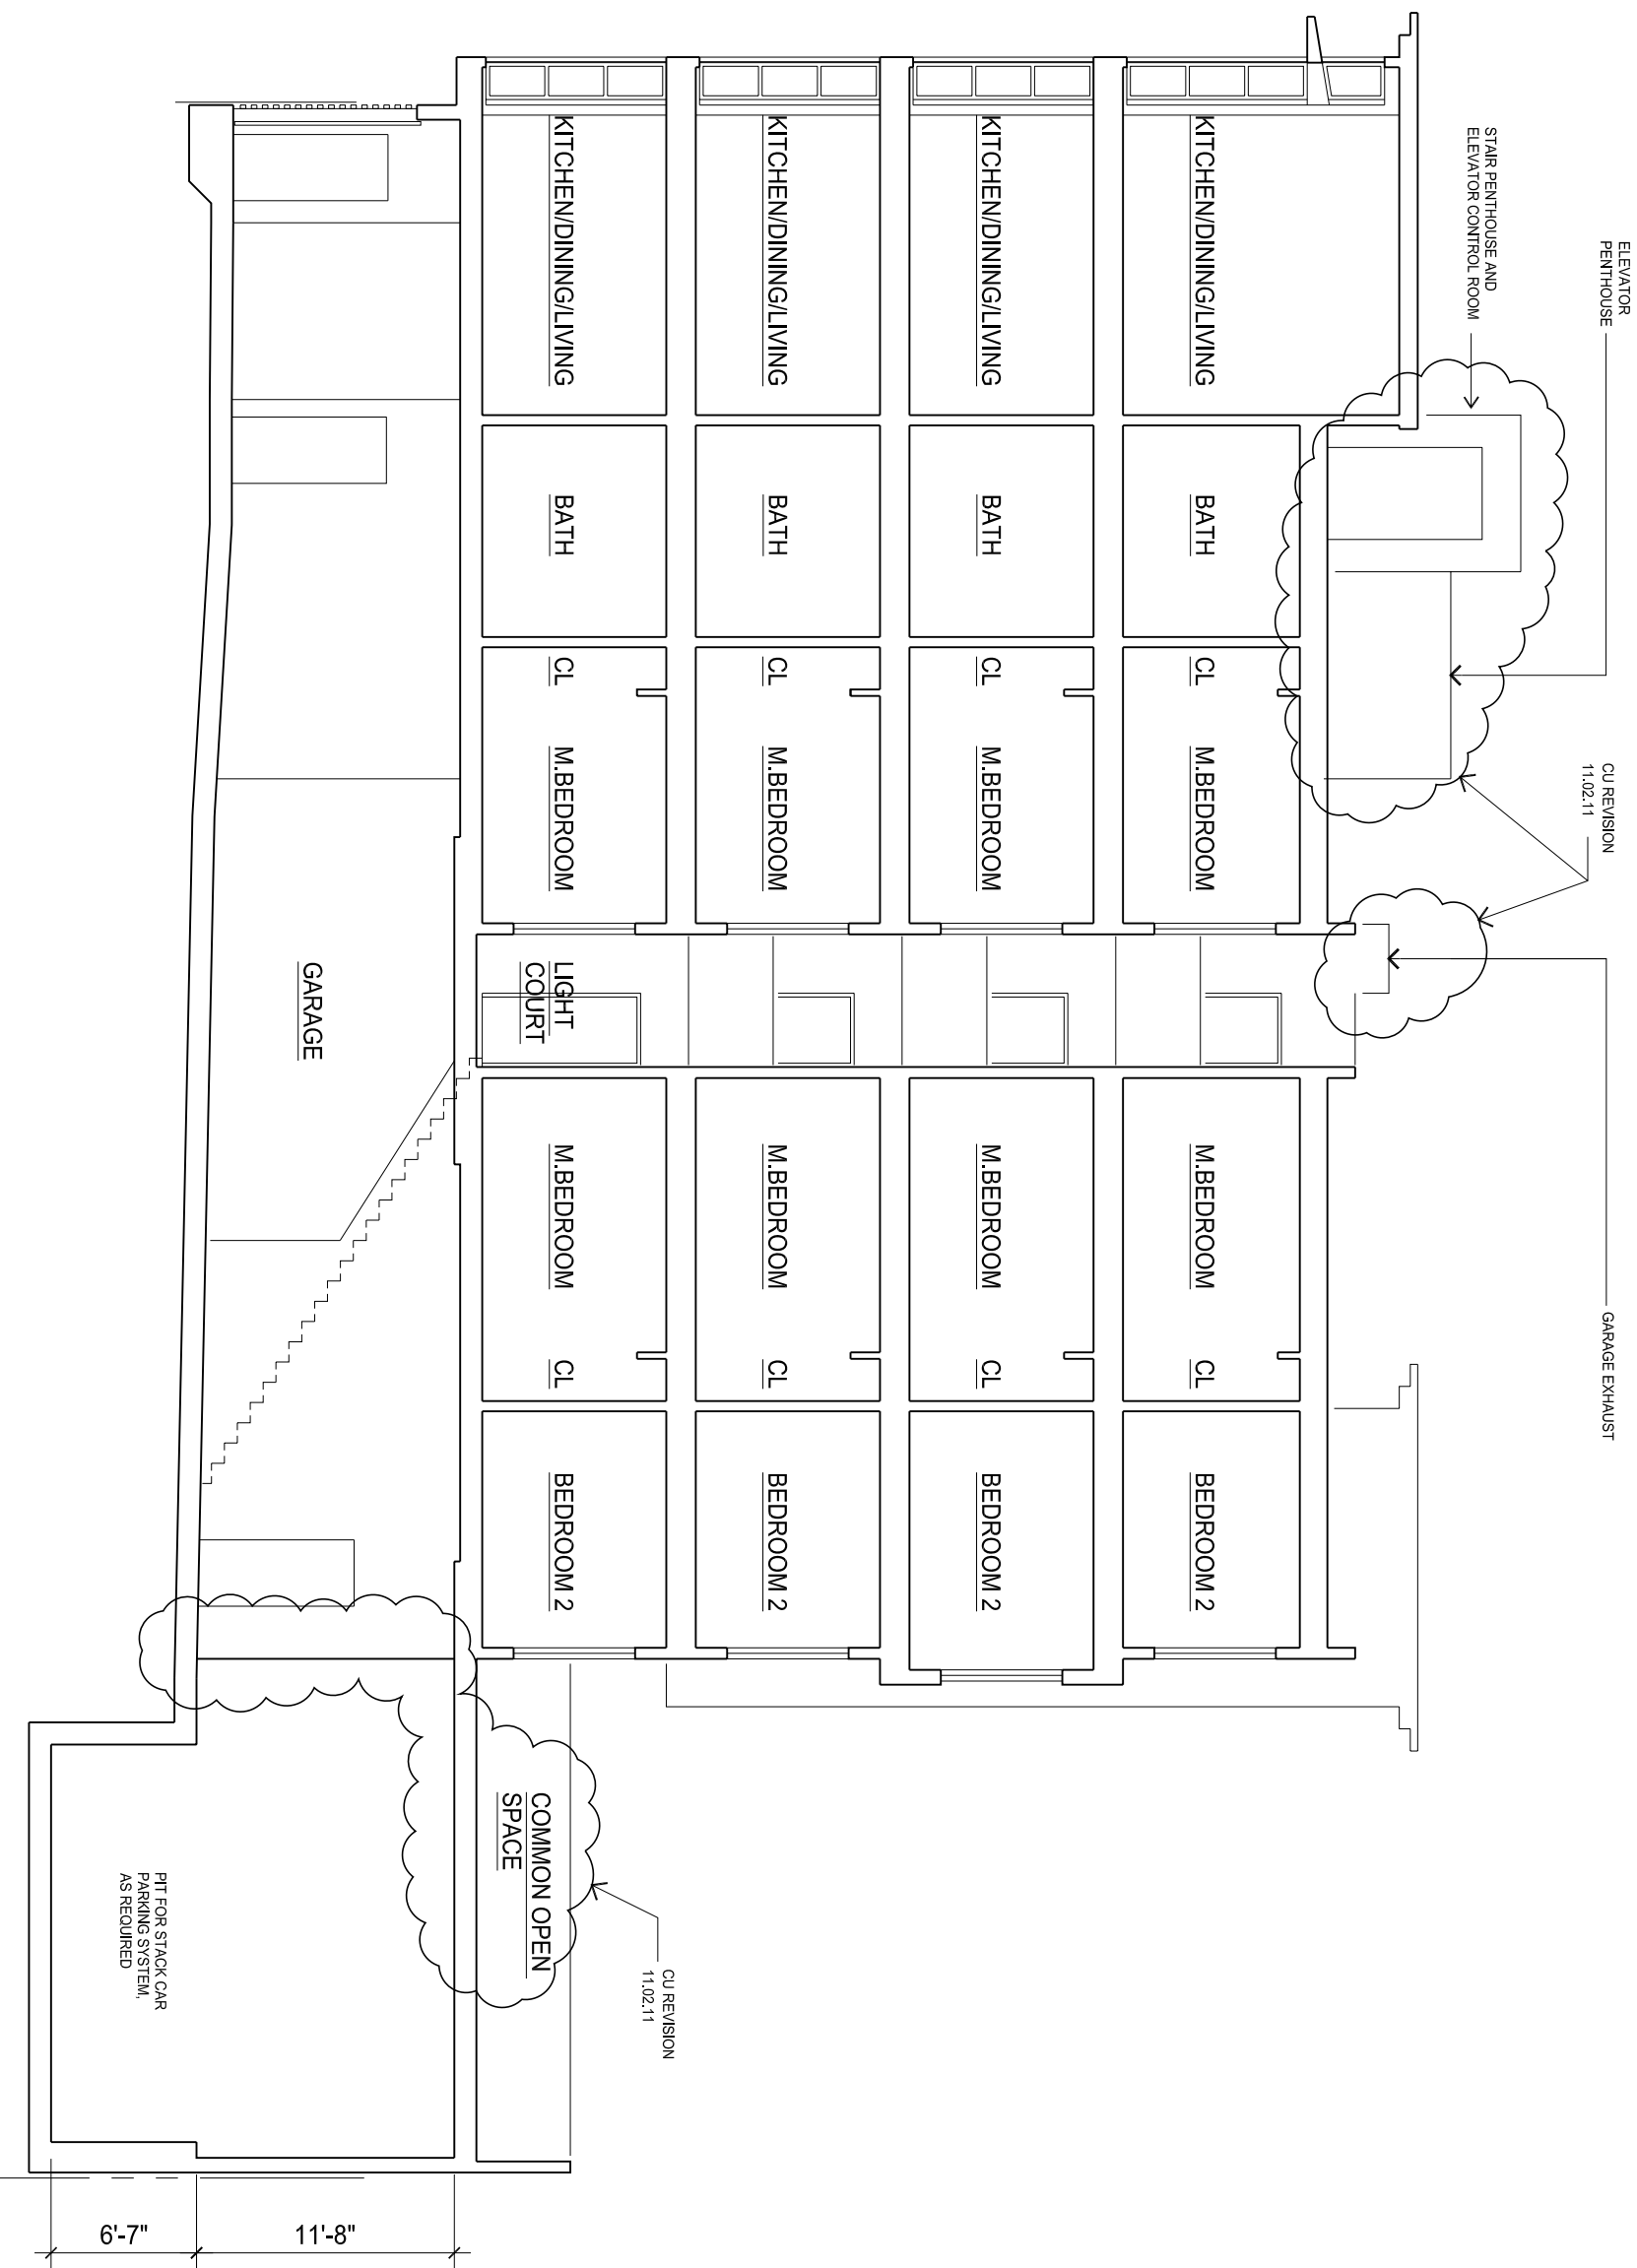 ELEVATOR
PENTHOUSE
STAIR PENTHOUSE AND
ELEVATOR CONTROL ROOM
CU REVISION
11.02.11
GARAGE EXHAUST
KITCHEN/DINING/LIVING
BATH
CL
M.BEDROOM
M.BEDROOM
CL
BEDROOM 2
KITCHEN/DINING/LIVING
BATH
CL
M.BEDROOM
M.BEDROOM
CL
BEDROOM 2
KITCHEN/DINING/LIVING
BATH
CL
M.BEDROOM
M.BEDROOM
CL
BEDROOM 2
KITCHEN/DINING/LIVING
BATH
CL
M.BEDROOM
LIGHT
COURT
M.BEDROOM
CL
BEDROOM 2
CU REVISION
11.02.11
COMMON OPEN
SPACE
GARAGE
PIT FOR STACK CAR
PARKING SYSTEM,
AS REQUIRED
11'-8"
6'-7"